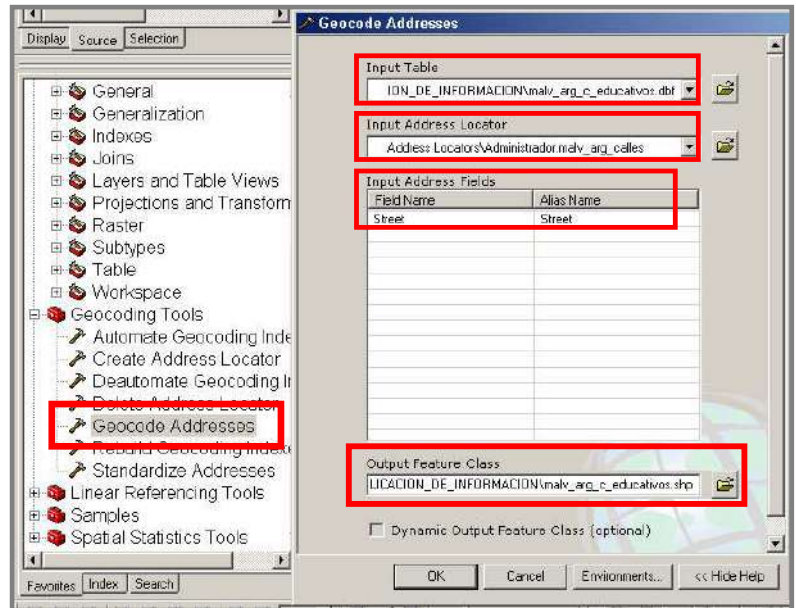 Display Source Selection
General
Generalization
Indexes
Joins
Layers and Table Views
Projections and Transform
Raster
Subtypes
Table
Workspace
Geocoding Tools
Automate Geocoding Inde
Create Address Locator
Deautomate Geocoding I
Delete Address Locator
Geocode Addresses
Rebuild Geocoding Index
Standardize Addresses
Linear Referencing Tools
Samples
Spatial Statistics Tools
Favorites Index Search
Geocode Addresses
Input Table
ION_DE_INFORMACION\malv_arg_c_educativos.dbf
Input Address Locator
Address Locators\Administrador.malv_arg_calles
Input Address Fields
Field Name Alias Name
Street Street
Output Feature Class
LICACION_DE_INFORMACION\malv_arg_c_educativos.shp
Dynamic Output Feature Class (optional)
OK Cancel Environments... << Hide Help